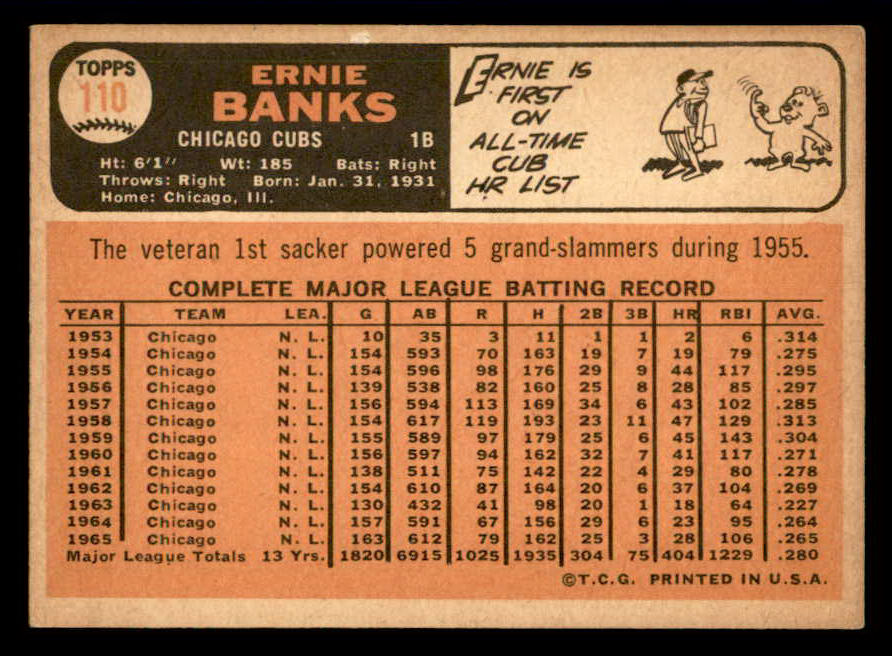 TOPPS
110
ERNIE
BANKS
CHICAGO CUBS 1B
Ht: 6'1" Wt: 185 Bats: Right
Throws: Right Born: Jan. 31, 1931
Home: Chicago, Ill.
ERNIE IS
FIRST
ON
ALL-TIME
CUB
HR LIST
The veteran 1st sacker powered 5 grand-slammers during 1955.
COMPLETE MAJOR LEAGUE BATTING RECORD
YEAR TEAM LEA. G AB R H 2B 3B HR RBI AVG.
1953 Chicago N. L. 10 35 3 11 1 1 2 6 .314
1954 Chicago N. L. 154 593 70 163 19 7 19 79 .275
1955 Chicago N. L. 154 596 98 176 29 9 44 117 .295
1956 Chicago N. L. 139 538 82 160 25 8 28 85 .297
1957 Chicago N. L. 156 594 113 169 34 6 43 102 .285
1958 Chicago N. L. 154 617 119 193 23 11 47 129 .313
1959 Chicago N. L. 155 589 97 179 25 6 45 143 .304
1960 Chicago N. L. 156 597 94 162 32 7 41 117 .271
1961 Chicago N. L. 138 511 75 142 22 4 29 80 .278
1962 Chicago N. L. 154 610 87 164 20 6 37 104 .269
1963 Chicago N. L. 130 432 41 98 20 1 18 64 .227
1964 Chicago N. L. 157 591 67 156 29 6 23 95 .264
1965 Chicago N. L. 163 612 79 162 25 3 28 106 .265
Major League Totals 13 Yrs. 1820 6915 1025 1935 304 75 404 1229 .280
©T.C.G. PRINTED IN U.S.A.